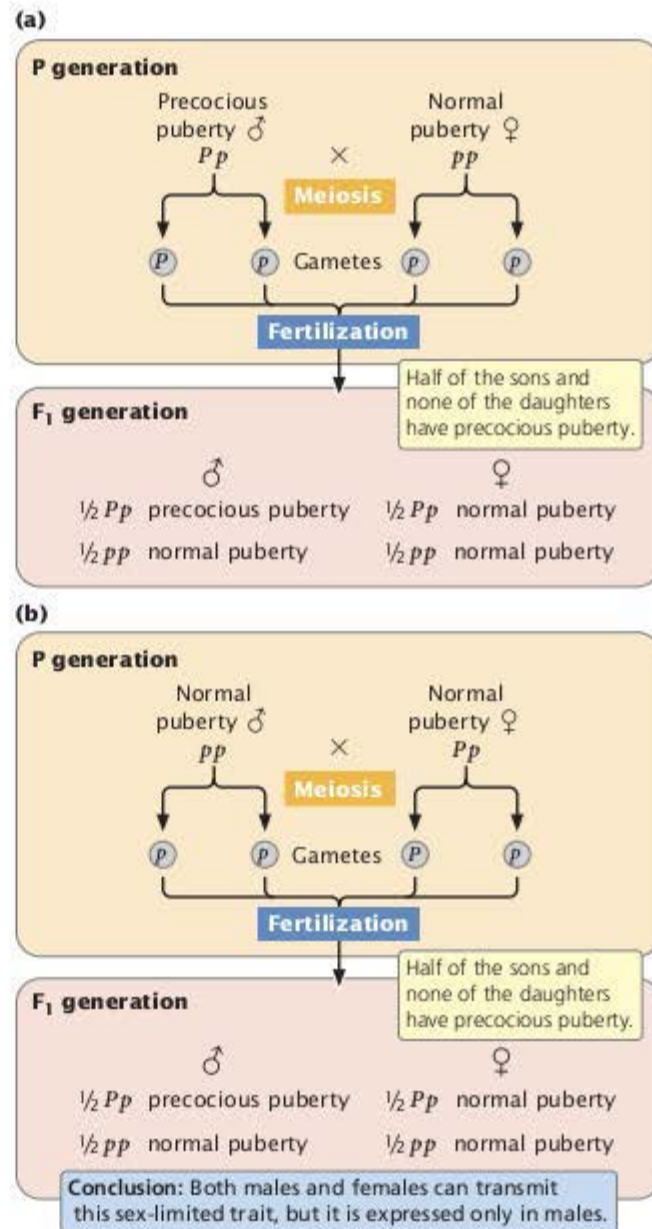 (a)
P generation
Precocious puberty ♂
Pp
×
Normal puberty ♀
pp
Meiosis
P
p
Gametes
p
p
Fertilization
Half of the sons and
none of the daughters
have precocious puberty.
F₁ generation
♂ ♀
½ Pp precocious puberty ½ Pp normal puberty
½ pp normal puberty ½ pp normal puberty
(b)
P generation
Normal puberty ♂
pp
×
Normal puberty ♀
Pp
Meiosis
p
p
Gametes
P
p
Fertilization
Half of the sons and
none of the daughters
have precocious puberty.
F₁ generation
♂ ♀
½ Pp precocious puberty ½ Pp normal puberty
½ pp normal puberty ½ pp normal puberty
Conclusion: Both males and females can transmit
this sex-limited trait, but it is expressed only in males.